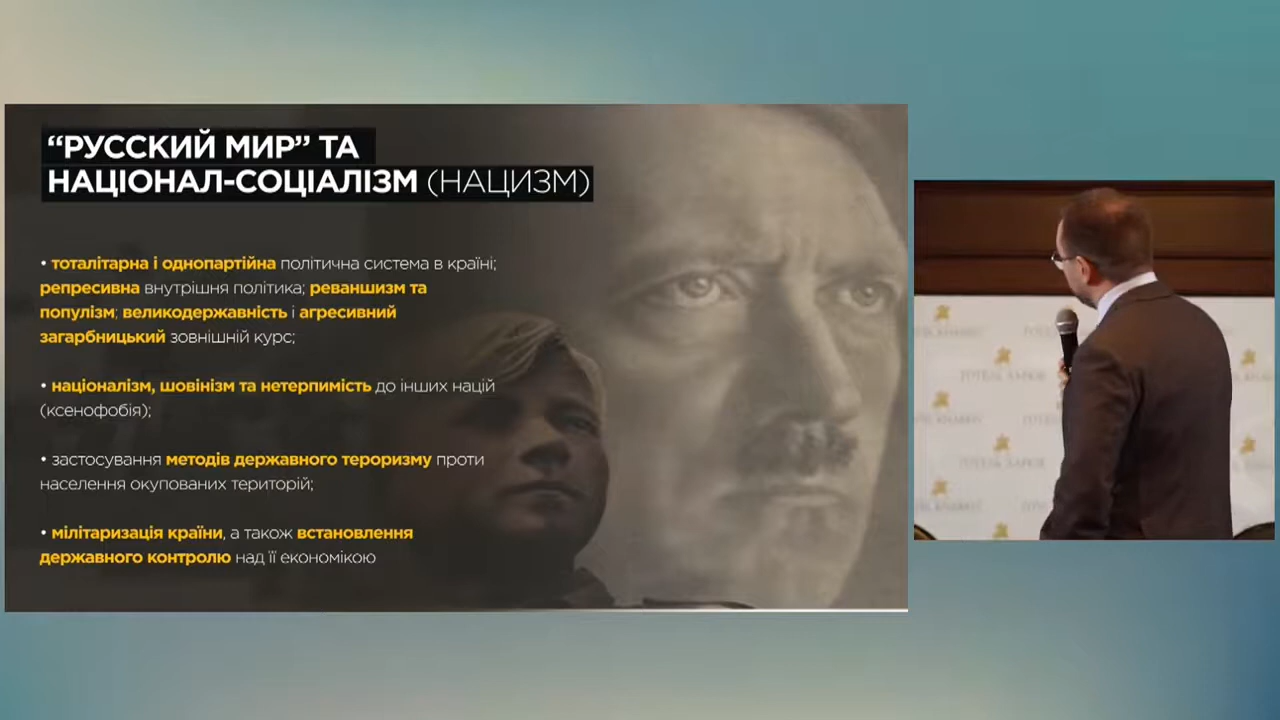 “РУССКИЙ МИР” ТА
НАЦІОНАЛ-СОЦІАЛІЗМ (НАЦИЗМ)
• тоталітарна і однопартійна політична система в країні;
репресивна внутрішня політика; реваншизм та
популізм; великодержавність і агресивний
загарбницький зовнішній курс;
• націоналізм, шовінізм та нетерпимість до інших націй
(ксенофобія);
• застосування методів державного тероризму проти
населення окупованих територій;
• мілітаризація країни, а також встановлення
державного контролю над її економікою